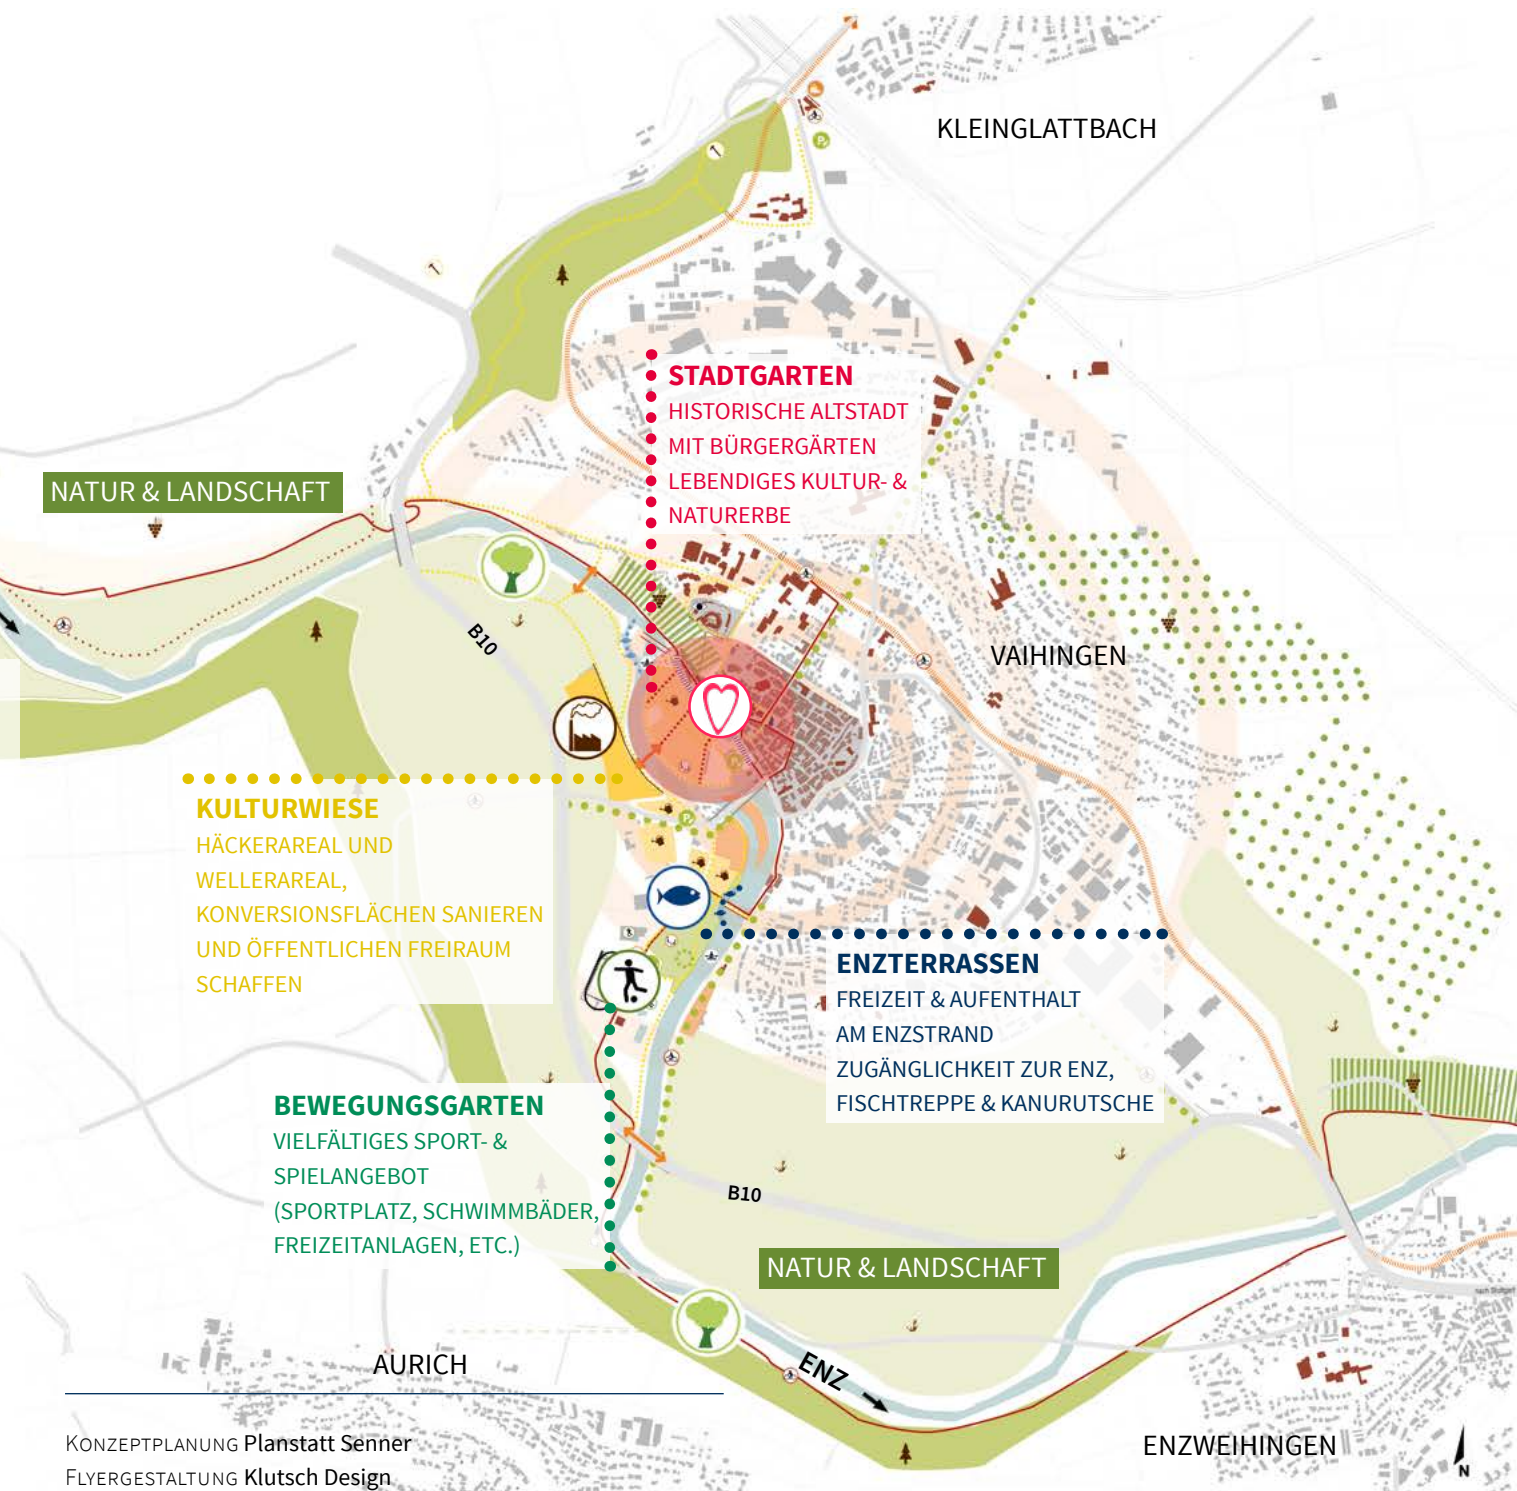 KLEINGLATTBACH
STADTGARTEN
HISTORISCHE ALTSTADT
MIT BÜRGERGÄRTEN
LEBENDIGES KULTUR- &
NATURERBE
NATUR & LANDSCHAFT
B10
VAIHINGEN
KULTURWIESE
HÄCKERAREAL UND
WELLERAREAL,
KONVERSIONSFLÄCHEN SANIEREN
UND ÖFFENTLICHEN FREIRAUM
SCHAFFEN
ENZTERRASSEN
FREIZEIT & AUFENTHALT
AM ENZSTRAND
ZUGÄNGLICHKEIT ZUR ENZ,
FISCHTREPPE & KANURUTSCHE
BEWEGUNGSGARTEN
VIELFÄLTIGES SPORT- &
SPIELANGEBOT
(SPORTPLATZ, SCHWIMMBÄDER,
FREIZEITANLAGEN, ETC.)
B10
NATUR & LANDSCHAFT
nach Stuttgart
AURICH
ENZ
KONZEPTPLANUNG Planstatt Senner
FLYERGESTALTUNG Klutsch Design
ENZWEIHINGEN
N